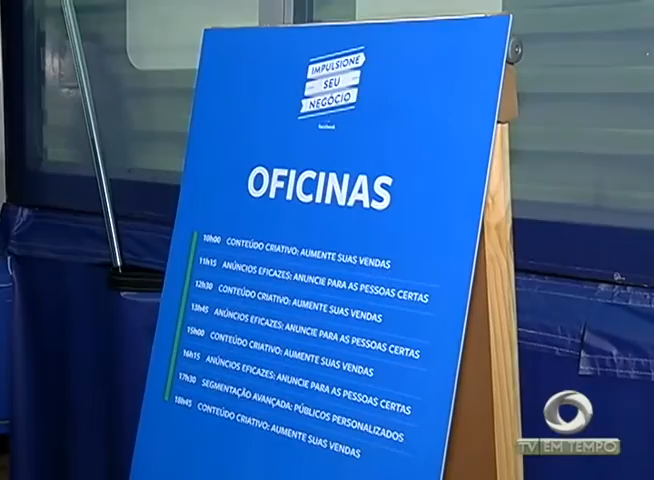 IMPULSIONE
SEU
NEGÓCIO
facebook
OFICINAS
10h00 CONTEÚDO CRIATIVO: AUMENTE SUAS VENDAS
11h15 ANÚNCIOS EFICAZES: ANUNCIE PARA AS PESSOAS CERTAS
12h30 CONTEÚDO CRIATIVO: AUMENTE SUAS VENDAS
13h45 ANÚNCIOS EFICAZES: ANUNCIE PARA AS PESSOAS CERTAS
15h00 CONTEÚDO CRIATIVO: AUMENTE SUAS VENDAS
16h15 ANÚNCIOS EFICAZES: ANUNCIE PARA AS PESSOAS CERTAS
17h30 SEGMENTAÇÃO AVANÇADA: PÚBLICOS PERSONALIZADOS
18h45 CONTEÚDO CRIATIVO: AUMENTE SUAS VENDAS
TV EM TEMPO